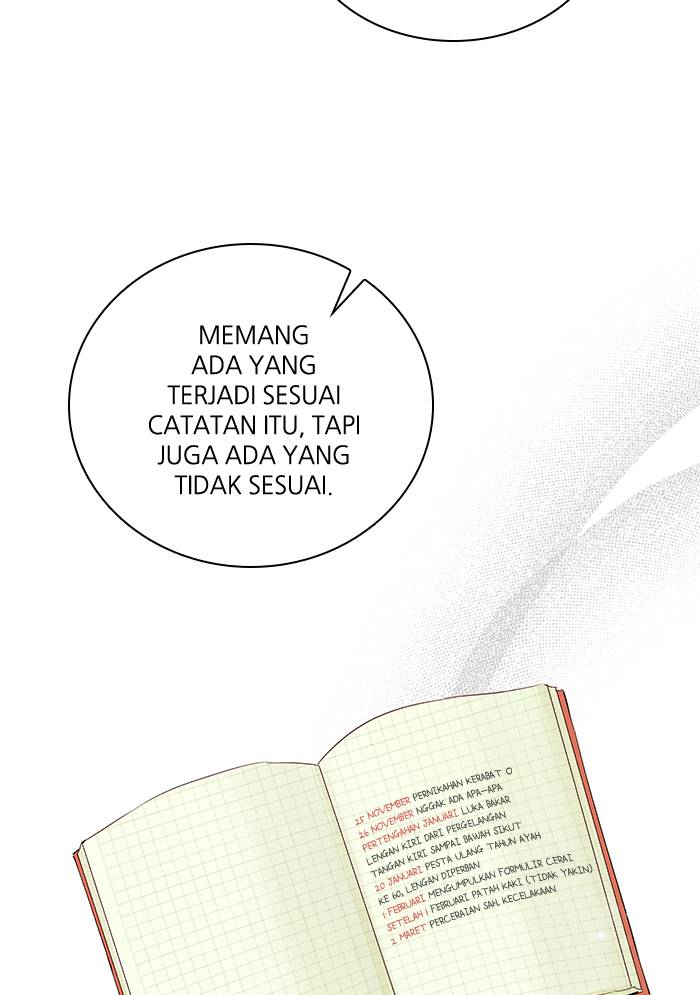 MEMANG
ADA YANG
TERJADI SESUAI
CATATAN ITU, TAPI
JUGA ADA YANG
TIDAK SESUAI.
25 NOVEMBER PERNIKAHAN KERABAT O
26 NOVEMBER NGGAK ADA APA-APA
PERTENGAHAN JANUARI LUKA BAKAR
LENGAN KIRI DARI PERGELANGAN
TANGAN KIRI SAMPAI BAWAH SIKUT
20 JANUARI PESTA ULANG TAHUN AYAH
KE 60, LENGAN DIPERBAN
1 FEBRUARI MENGUMPULKAN FORMULIR CERAI
SETELAH 1 FEBRUARI PATAH KAKI (TIDAK YAKIN)
2 MARET PERCERAIAN SAH. KECELAKAAN